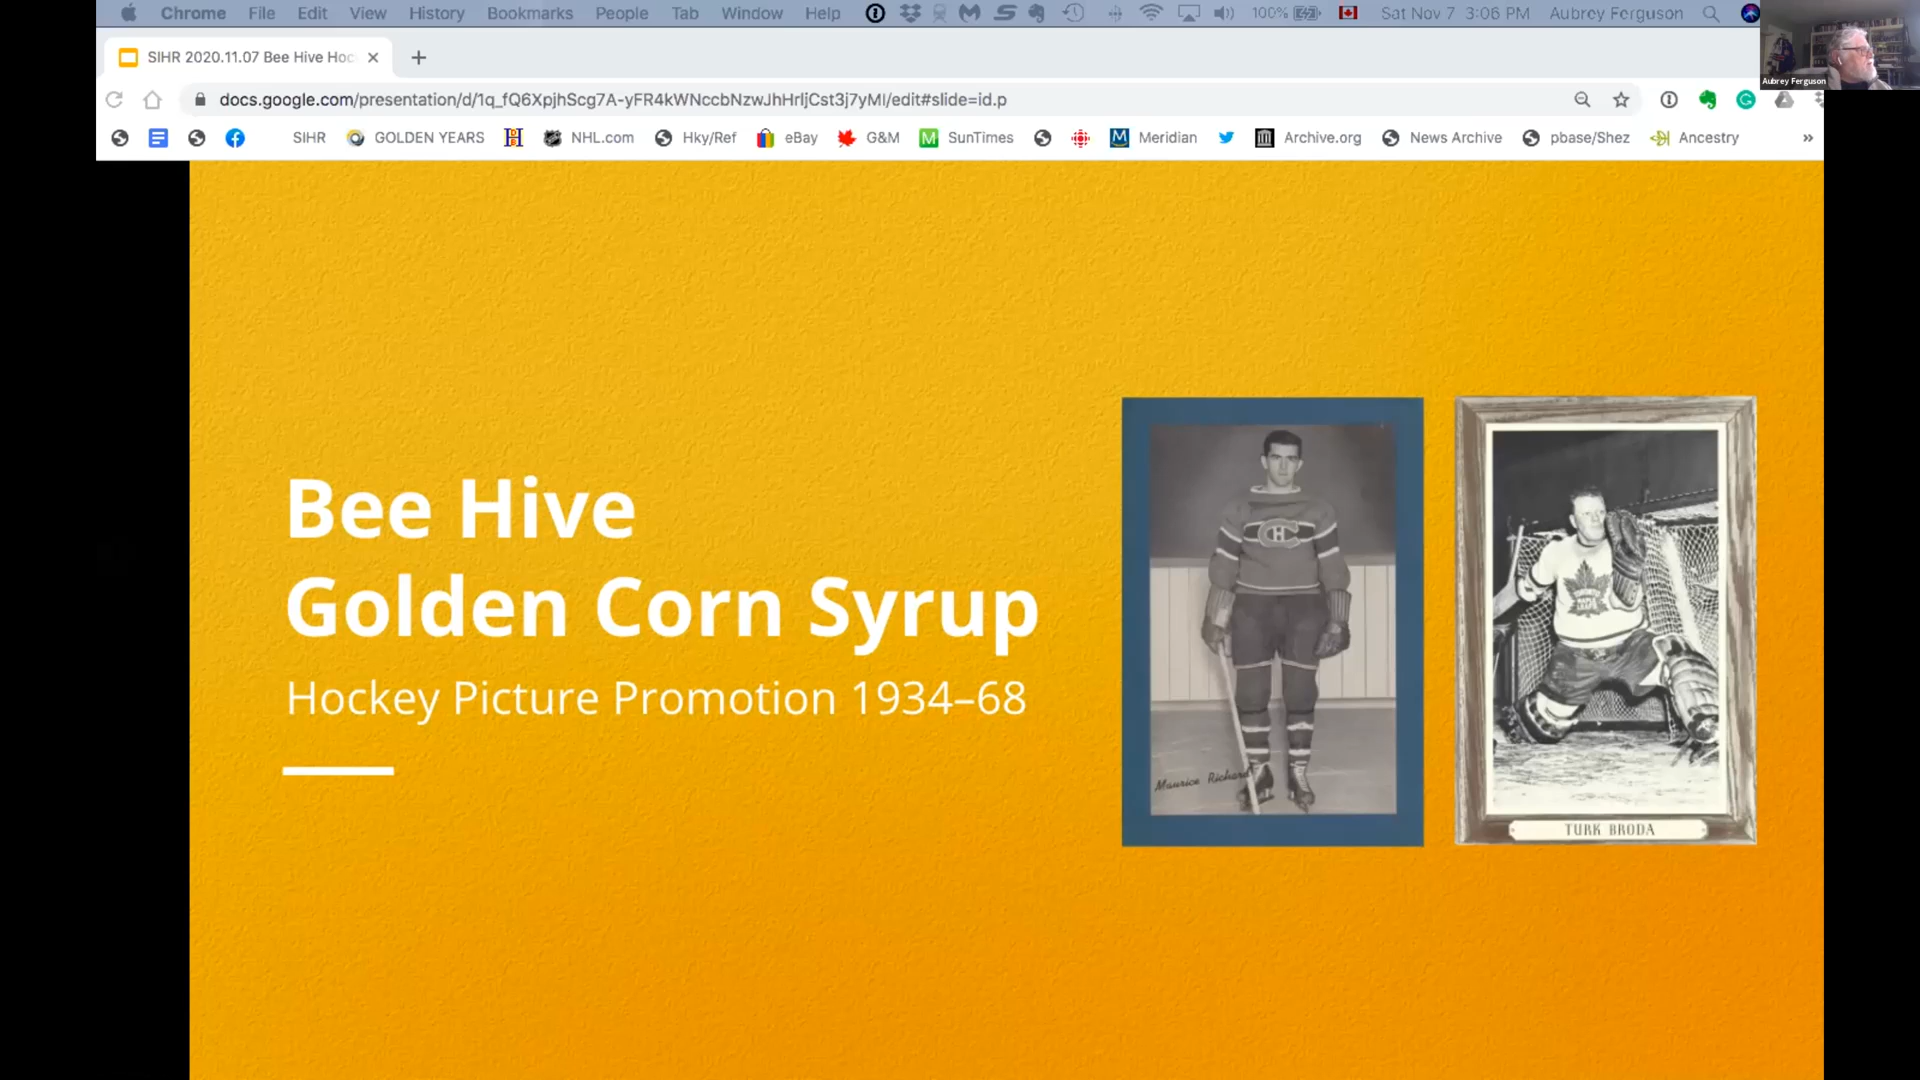 Chrome File Edit View History Bookmarks People Tab Window Help 100% Sat Nov 7 3:06 PM Aubrey Ferguson
Aubrey Ferguson
SIHR 2020.11.07 Bee Hive Hoc
docs.google.com/presentation/d/1q_fQ6XpjhScg7A-yFR4kWNccbNzwJhHrljCst3j7yMI/edit#slide=id.p
SIHR GOLDEN YEARS NHL.com Hky/Ref eBay G&M SunTimes Meridian Archive.org News Archive pbase/Shez Ancestry »
Bee Hive
Golden Corn Syrup
Hockey Picture Promotion 1934–68
Maurice Richard
TURK BRODA